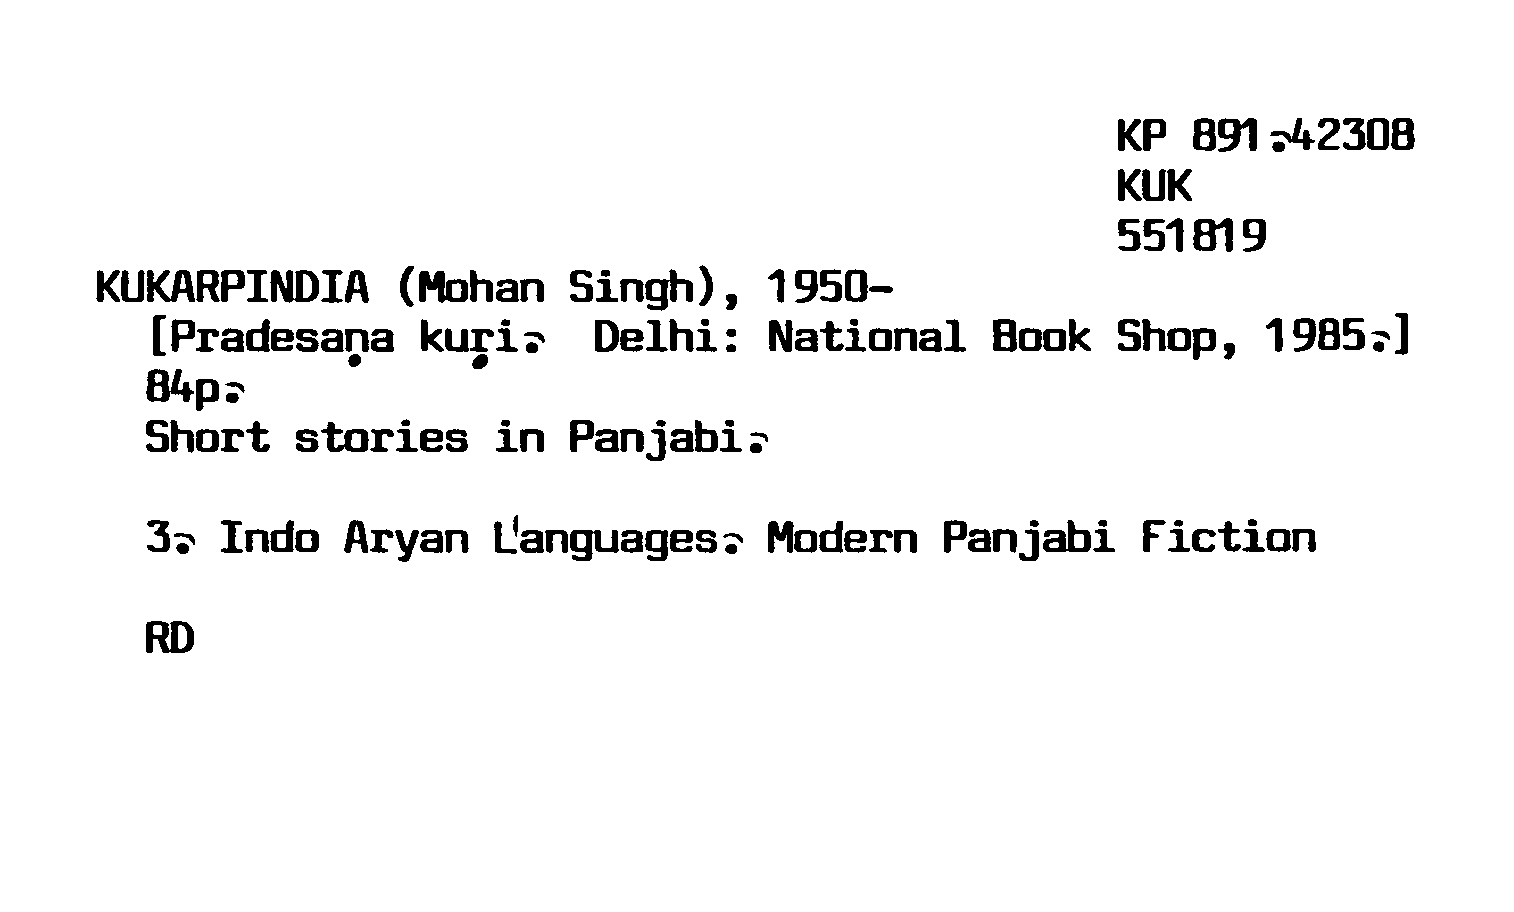 KP 891.42308
KUK
551819
KUKARPINDIA (Mohan Singh), 1950-
[Pradesaṇa kuṛi. Delhi: National Book Shop, 1985.]
84p.
Short stories in Panjabi.
3. Indo Aryan Languages. Modern Panjabi Fiction
RD